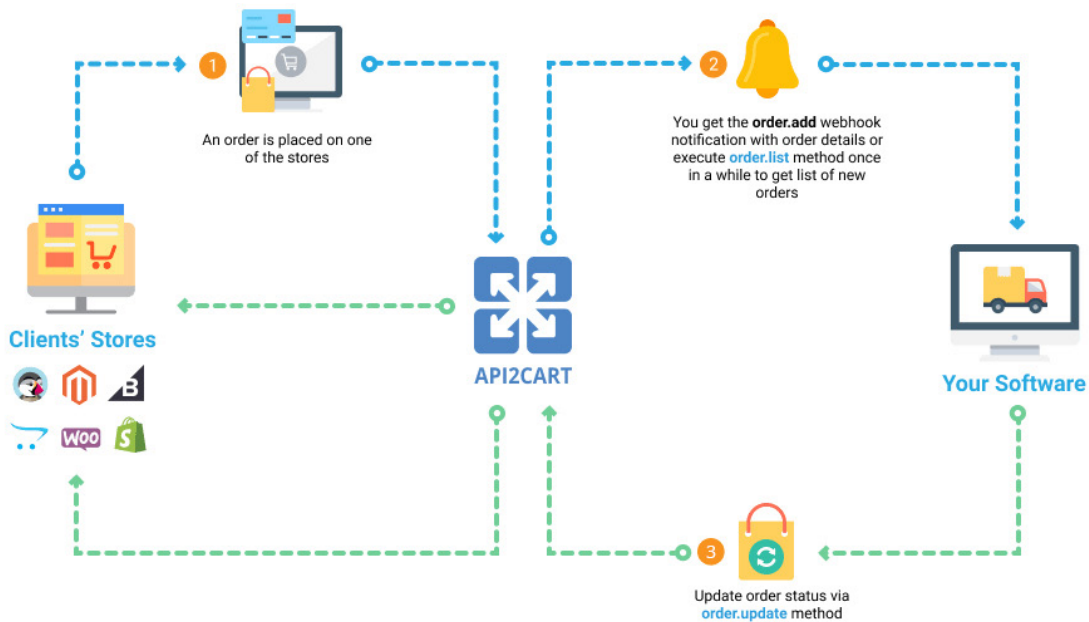 1
An order is placed on one
of the stores
2
You get the order.add webhook
notification with order details or
execute order.list method once
in a while to get list of new
orders
Clients’ Stores
B
WOO
S
API2CART
Your Software
3
Update order status via
order.update method